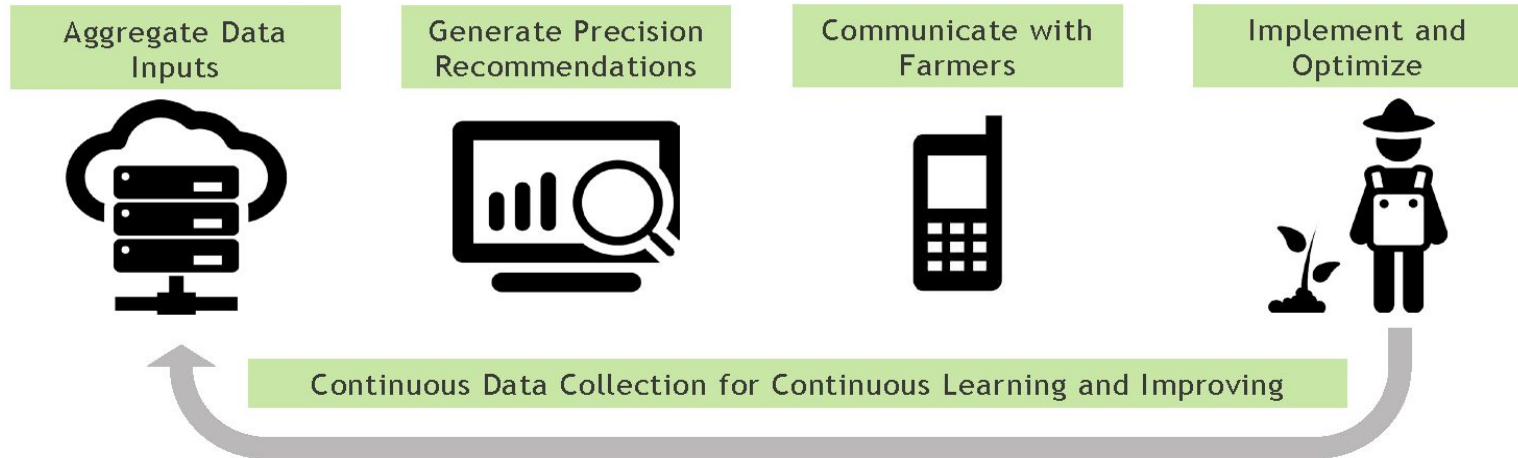 Aggregate Data
Inputs
Generate Precision
Recommendations
Communicate with
Farmers
Implement and
Optimize
Continuous Data Collection for Continuous Learning and Improving